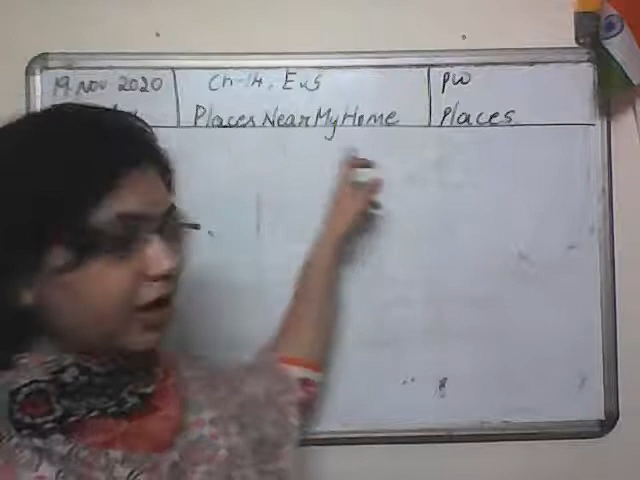 19 Nov 2020
Ch-14, EVS
PW
Places Near My Home
Places